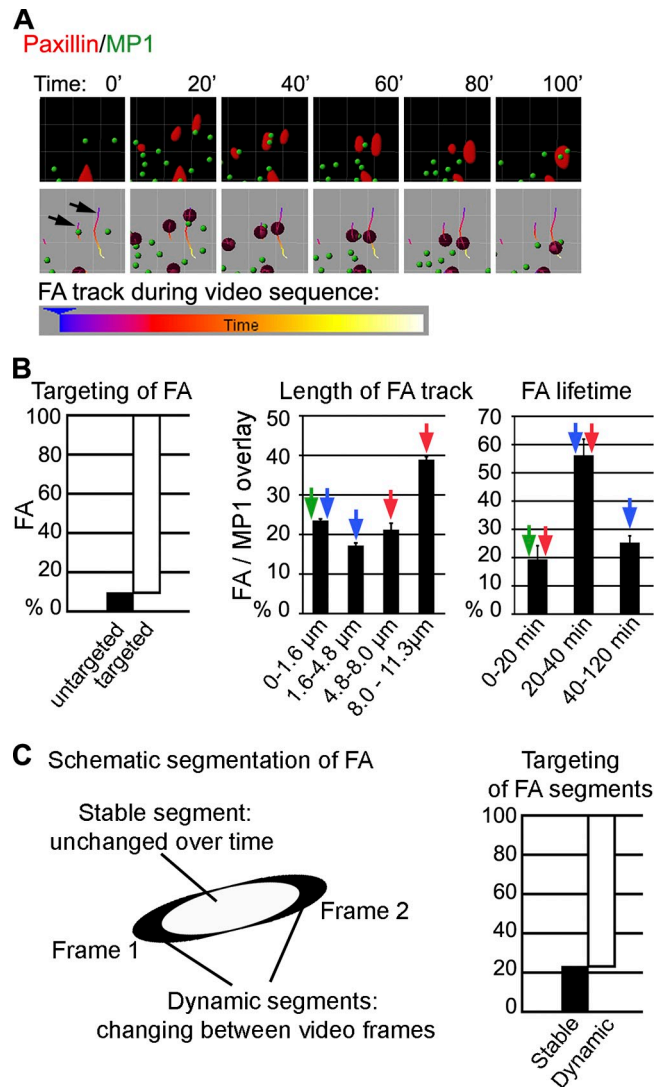 A
Paxillin/MP1
Time: 0' 20' 40' 60' 80' 100'
FA track during video sequence:
Time
B
Targeting of FA
100
80
60
40
20
% 0
FA
untargeted
targeted
Length of FA track
50
40
30
20
10
% 0
FA / MP1 overlay
0-1.6 µm
1.6-4.8 µm
4.8-8.0 µm
8.0 - 11.3µm
FA lifetime
70
60
50
40
30
20
10
% 0
0-20 min
20-40 min
40-120 min
C Schematic segmentation of FA
Stable segment:
unchanged over time
Frame 1
Frame 2
Dynamic segments:
changing between video frames
Targeting
of FA segments
100
80
60
40
20
0
Stable
Dynamic